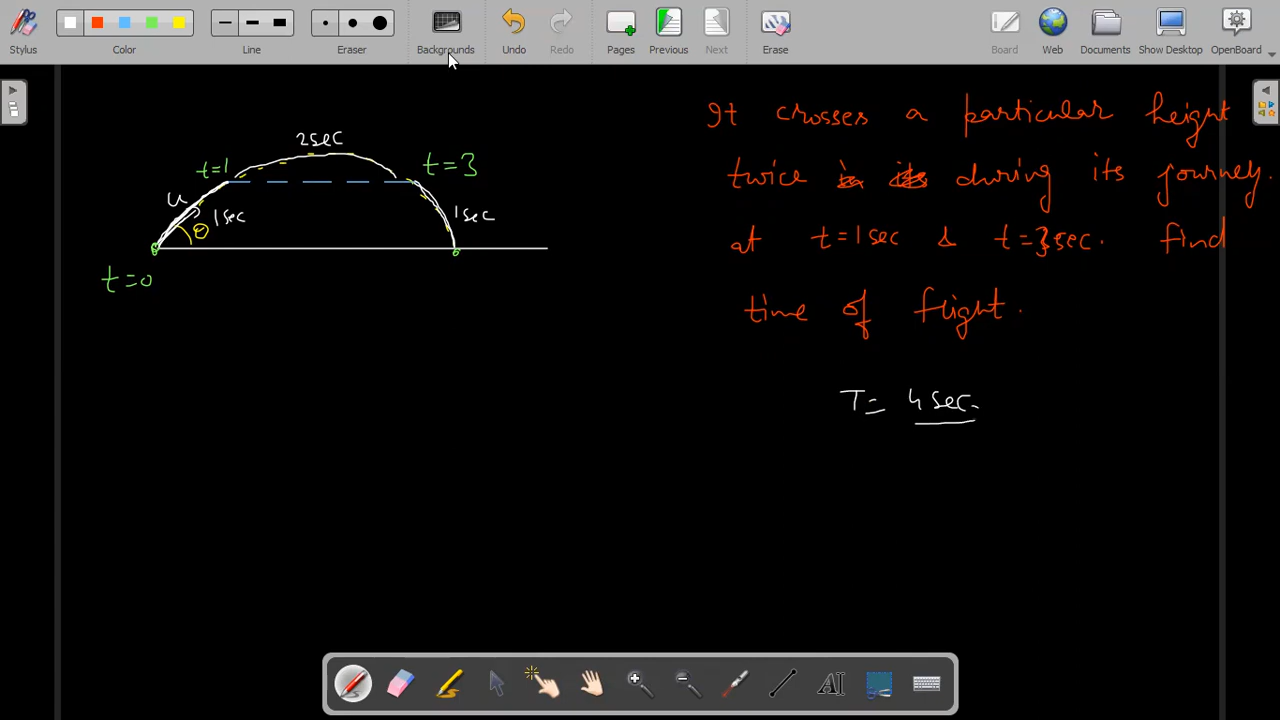 Stylus
Color
Line
Eraser
Backgrounds
Undo
Redo
Pages
Previous
Next
Erase
Board
Web
Documents
Show Desktop
OpenBoard
2sec
t=1
t=3
u
1sec
θ
1sec
t=0
It crosses a particular height
twice during its journey.
at t=1sec & t=3sec. find
time of flight.
T= 4sec.
AI